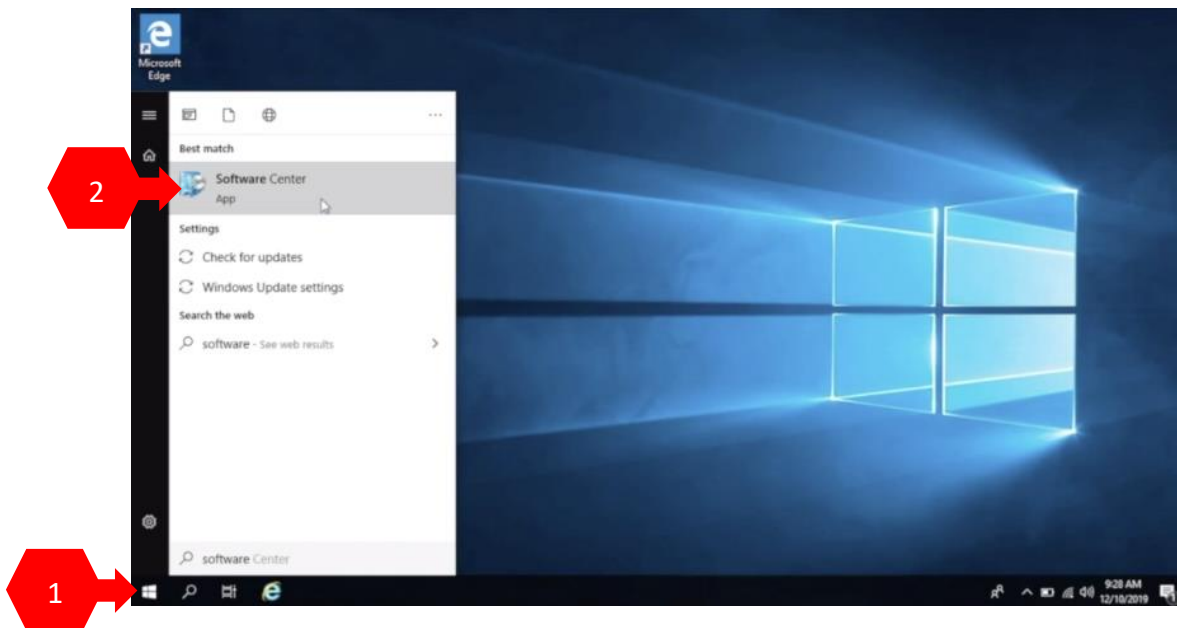 Microsoft
Edge
Best match
Software Center
App
2
Settings
Check for updates
Windows Update settings
Search the web
software - See web results
software Center
1
9:28 AM
12/10/2019